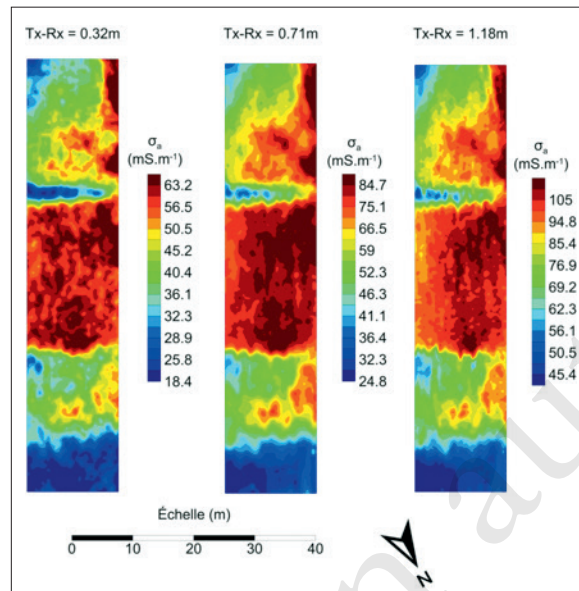 Tx-Rx = 0.32m
Tx-Rx = 0.71m
Tx-Rx = 1.18m
σa
(mS.m-1)
63.2
56.5
50.5
45.2
40.4
36.1
32.3
28.9
25.8
18.4
σa
(mS.m-1)
84.7
75.1
66.5
59
52.3
46.3
41.1
36.4
32.3
24.8
σa
(mS.m-1)
105
94.8
85.4
76.9
69.2
62.3
56.1
50.5
45.4
Échelle (m)
0 10 20 30 40
N